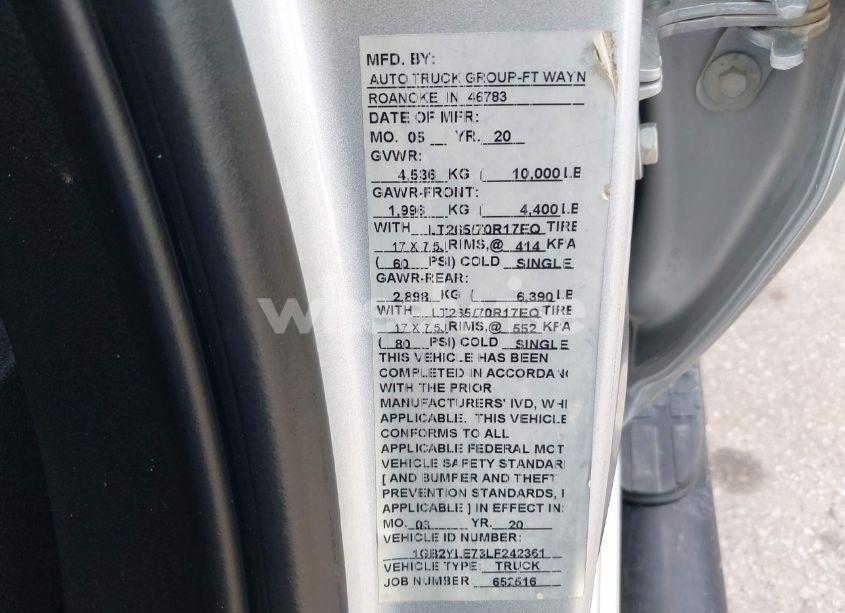 MFD. BY:
AUTO TRUCK GROUP-FT WAYN
ROANOKE IN 46783
DATE OF MFR:
MO. 05 YR. 20
GVWR:
4,536 KG ( 10,000 LB
GAWR-FRONT:
1,996 KG ( 4,400 LB
WITH LT265/70R17EQ TIRE
17 X 7.5J RIMS,@ 414 KPA
( 60 PSI) COLD SINGLE
GAWR-REAR:
2,898 KG ( 6,390 LB
WITH LT265/70R17EQ TIRE
17 X 7.5J RIMS,@ 552 KPA
( 80 PSI) COLD SINGLE
THIS VEHICLE HAS BEEN
COMPLETED IN ACCORDANC
WITH THE PRIOR
MANUFACTURERS' IVD, WHE
APPLICABLE. THIS VEHICLE
CONFORMS TO ALL
APPLICABLE FEDERAL MOT
VEHICLE SAFETY STANDAR
[ AND BUMPER AND THEFT
PREVENTION STANDARDS, I
APPLICABLE ] IN EFFECT IN:
MO. 03 YR. 20
VEHICLE ID NUMBER:
1GB2YLE73LF242361
VEHICLE TYPE: TRUCK
JOB NUMBER: 652516